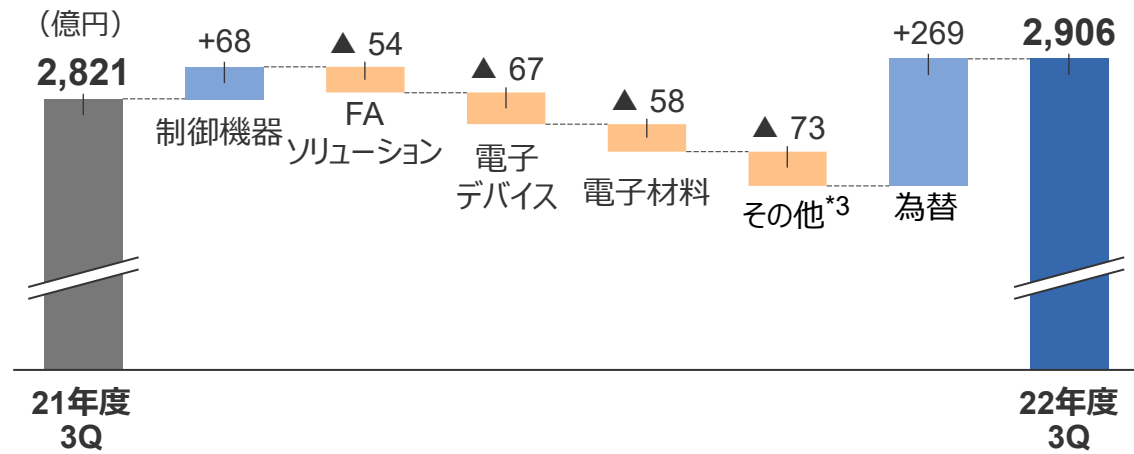 （億円）
2,821
+68
制御機器
▲ 54
FA
ソリューション
▲ 67
電子
デバイス
▲ 58
電子材料
▲ 73
その他*3
+269
為替
2,906
21年度
3Q
22年度
3Q